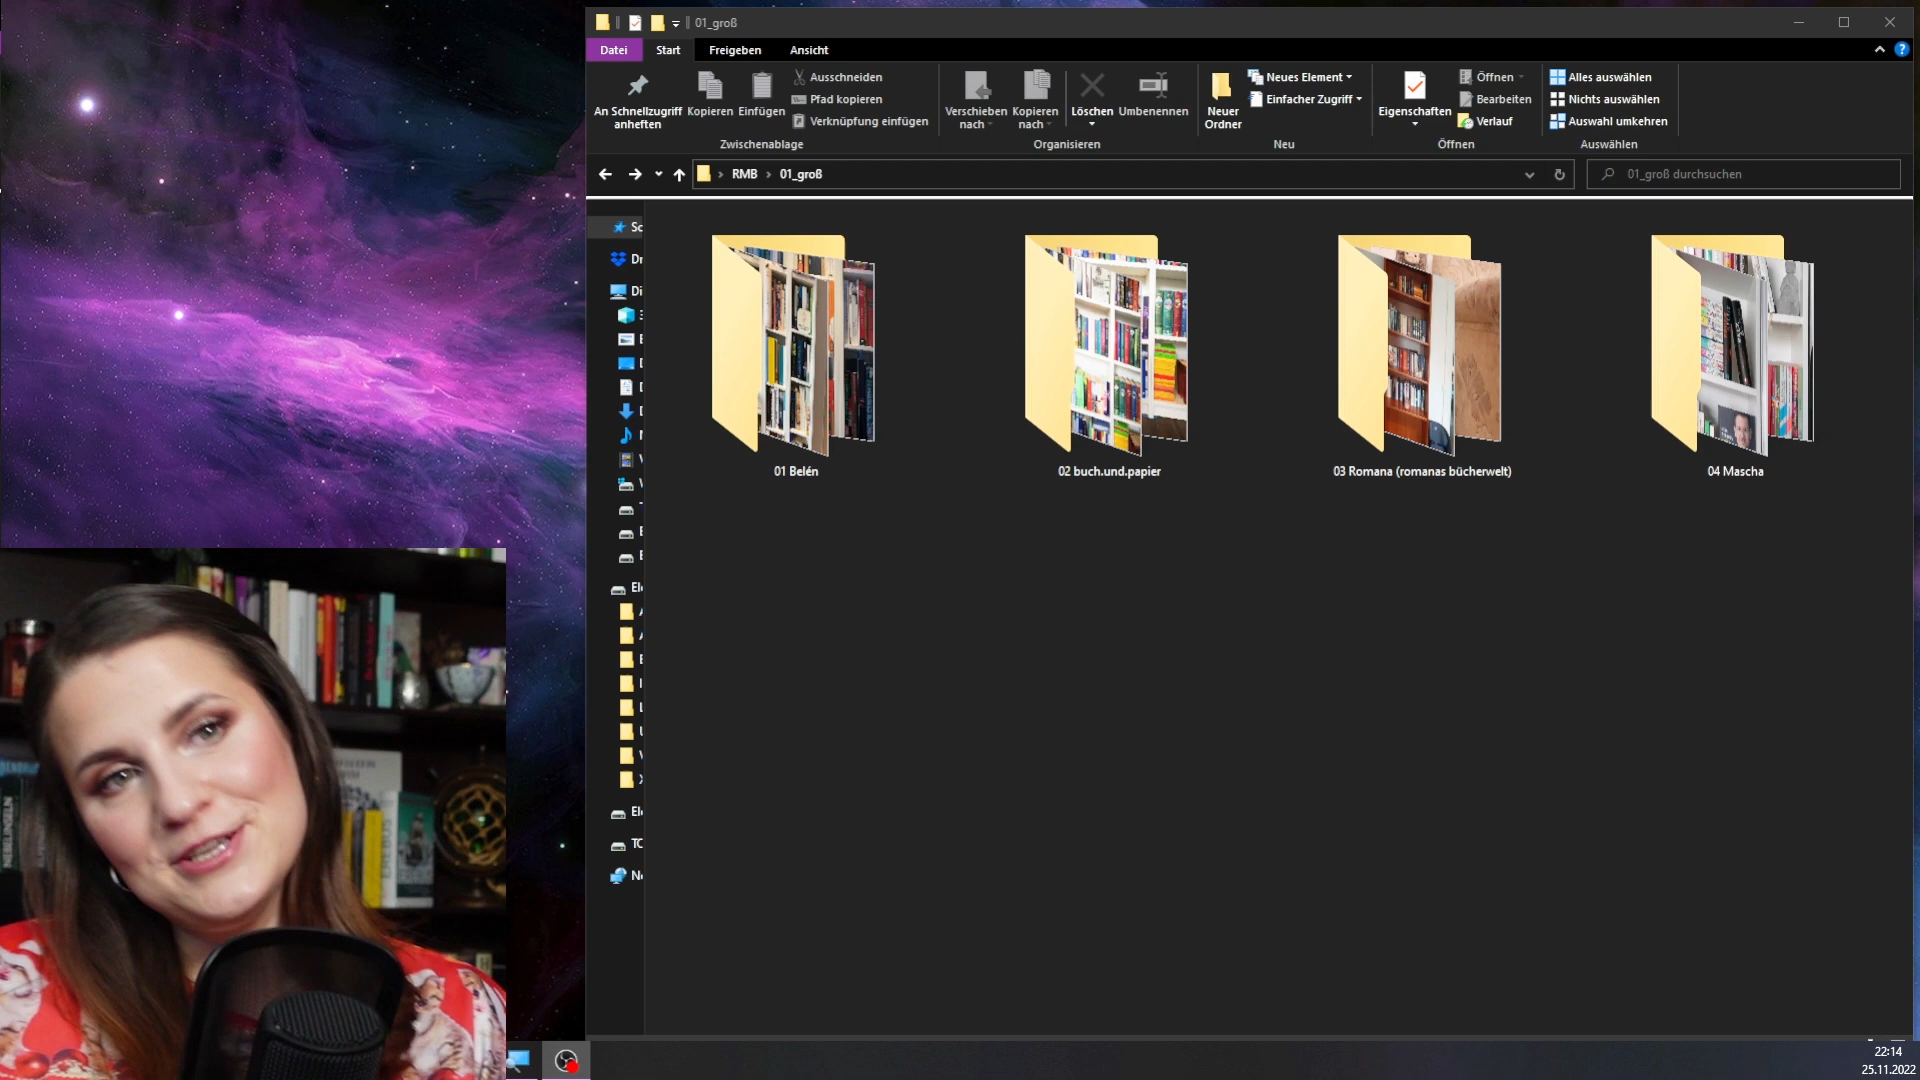 01_groß
Datei Start Freigeben Ansicht
An Schnellzugriff
anheften
Kopieren
Einfügen
Ausschneiden
Pfad kopieren
Verknüpfung einfügen
Zwischenablage
Verschieben
nach
Kopieren
nach
Löschen
Umbenennen
Organisieren
Neuer
Ordner
Neues Element
Einfacher Zugriff
Neu
Eigenschaften
Öffnen
Bearbeiten
Verlauf
Öffnen
Alles auswählen
Nichts auswählen
Auswahl umkehren
Auswählen
RMB 01_groß
01_groß durchsuchen
01 Belén
02 buch.und.papier
03 Romana (romanas bücherwelt)
04 Mascha
EREBUS
22:14
25.11.2022